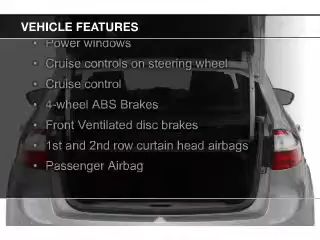 VEHICLE FEATURES
• Power windows
• Cruise controls on steering wheel
• Cruise control
• 4-wheel ABS Brakes
• Front Ventilated disc brakes
• 1st and 2nd row curtain head airbags
• Passenger Airbag